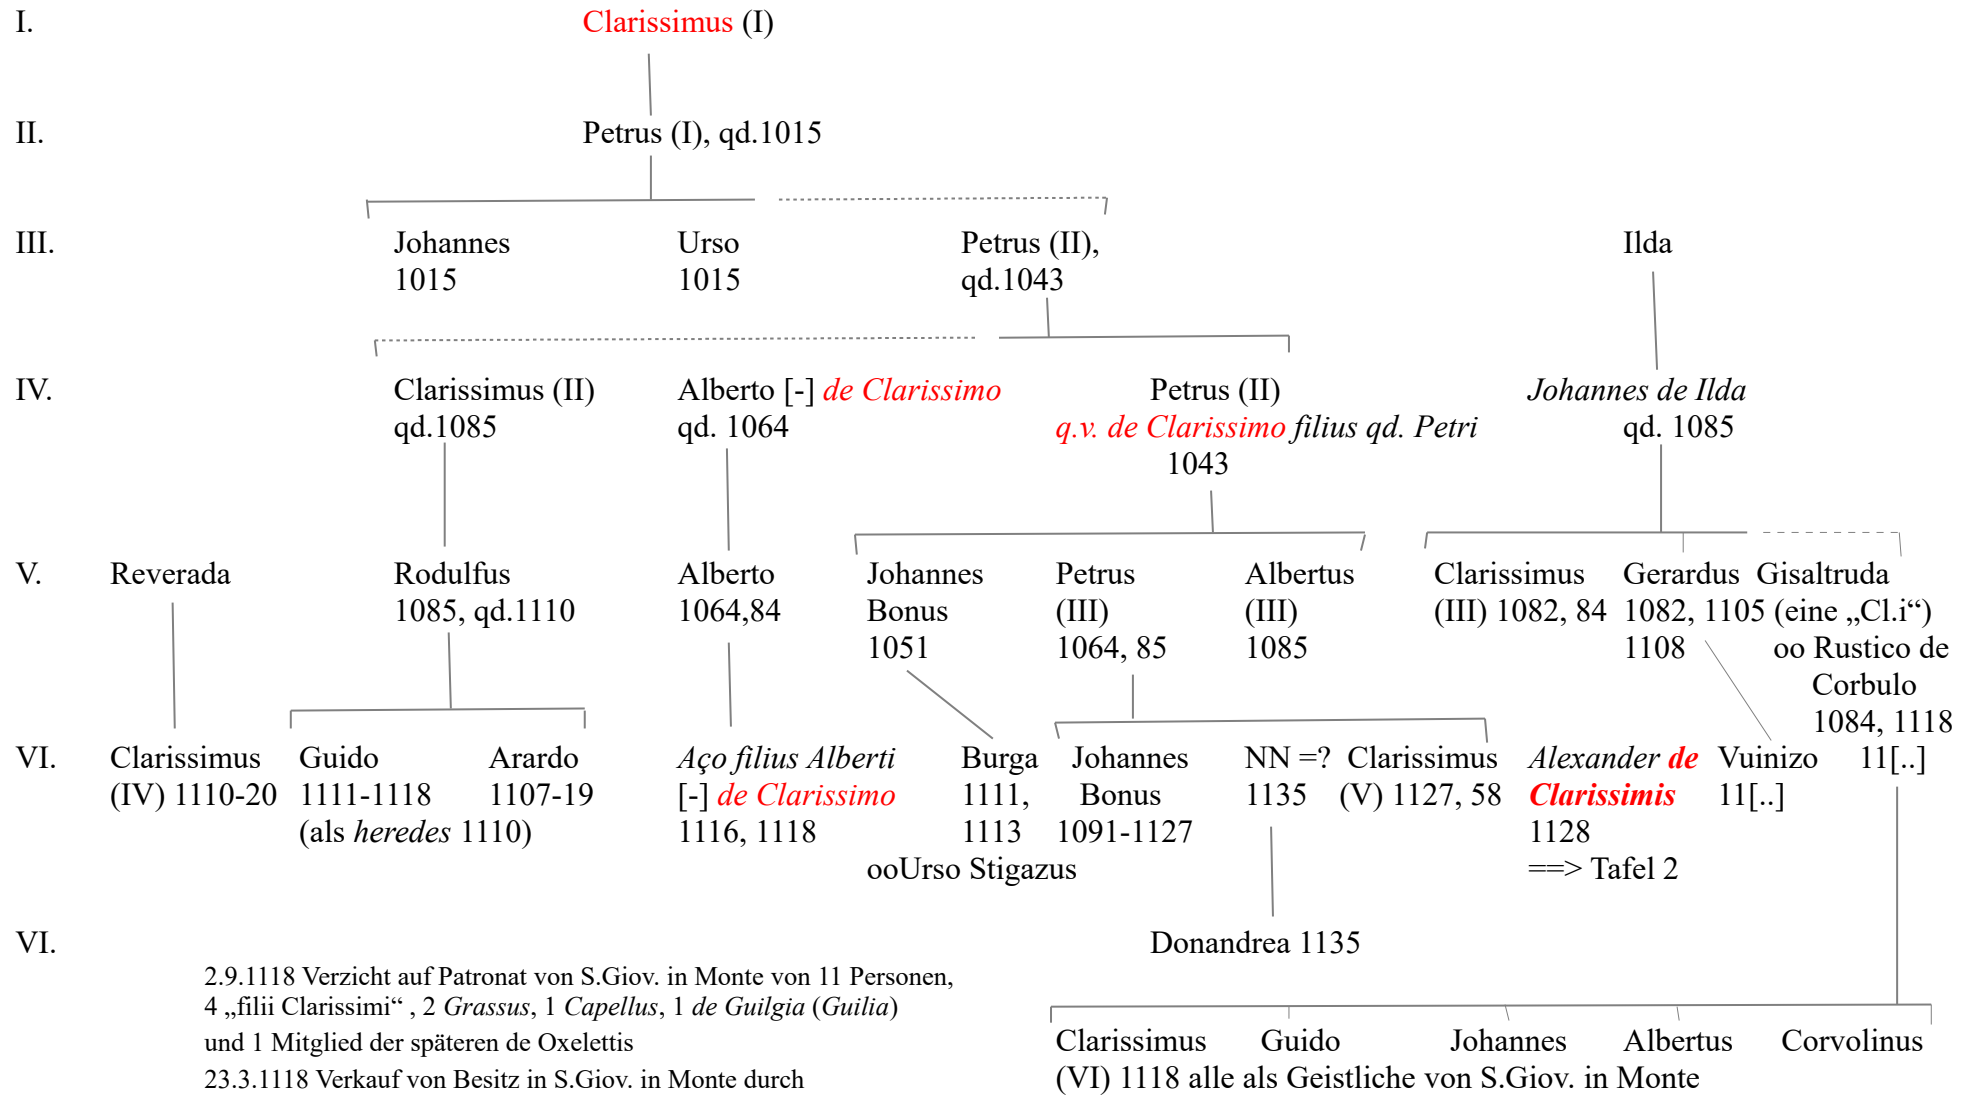 I. Clarissimus (I)
II. Petrus (I), qd.1015
III. Johannes Urso Petrus (II), Ilda
1015 1015 qd.1043
IV. Clarissimus (II) Alberto [-] de Clarissimo Petrus (II) Johannes de Ilda
qd.1085 qd. 1064 q.v. de Clarissimo filius qd. Petri qd. 1085
1043
V. Reverada Rodulfus Alberto Johannes Petrus Albertus Clarissimus Gerardus Gisaltruda
1085, qd.1110 1064,84 Bonus (III) (III) (III) 1082, 84 1082, 1105 (eine „Cl.i“)
1051 1064, 85 1085 1108 oo Rustico de
Corbulo
1084, 1118
VI. Clarissimus Guido Arardo Aço filius Alberti Burga Johannes NN =? Clarissimus Alexander de Vuinizo 11[..]
(IV) 1110-20 1111-1118 1107-19 [-] de Clarissimo 1111, Bonus 1135 (V) 1127, 58 Clarissimis 11[..]
(als heredes 1110) 1116, 1118 1113 1091-1127 1128
ooUrso Stigazus ==> Tafel 2
VI. Donandrea 1135
2.9.1118 Verzicht auf Patronat von S.Giov. in Monte von 11 Personen,
4 „filii Clarissimi“ , 2 Grassus, 1 Capellus, 1 de Guilgia (Guilia)
und 1 Mitglied der späteren de Oxelettis Clarissimus Guido Johannes Albertus Corvolinus
23.3.1118 Verkauf von Besitz in S.Giov. in Monte durch (VI) 1118 alle als Geistliche von S.Giov. in Monte